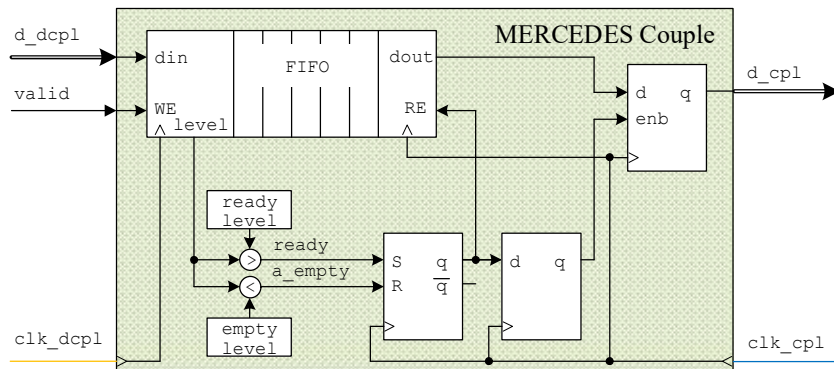 MERCEDES Couple
d_dcpl
din
FIFO
dout
d_cpl
valid
WE
level
RE
d
q
enb
ready
level
ready
>
a_empty
<
S
q
R
q
d
q
empty
level
clk_dcpl
clk_cpl